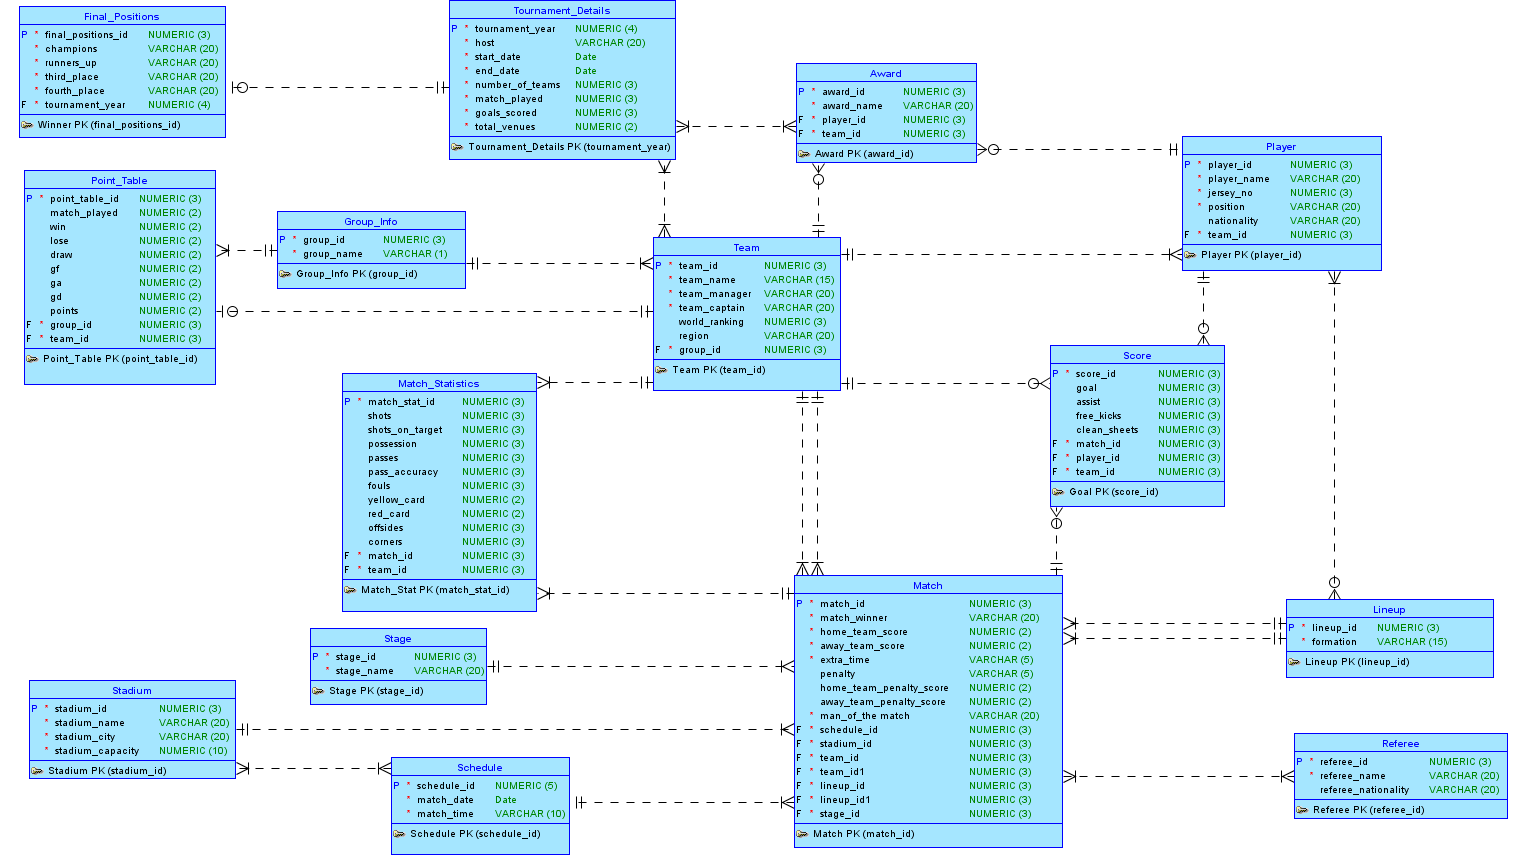 Final_Positions
P * final_positions_id NUMERIC (3)
* champions VARCHAR (20)
* runners_up VARCHAR (20)
* third_place VARCHAR (20)
* fourth_place VARCHAR (20)
F * tournament_year NUMERIC (4)
Winner PK (final_positions_id)
Tournament_Details
P * tournament_year NUMERIC (4)
* host VARCHAR (20)
* start_date Date
* end_date Date
* number_of_teams NUMERIC (3)
* match_played NUMERIC (3)
* goals_scored NUMERIC (3)
* total_venues NUMERIC (2)
Tournament_Details PK (tournament_year)
Award
P * award_id NUMERIC (3)
* award_name VARCHAR (20)
F * player_id NUMERIC (3)
F * team_id NUMERIC (3)
Award PK (award_id)
Player
P * player_id NUMERIC (3)
* player_name VARCHAR (20)
* jersey_no NUMERIC (3)
* position VARCHAR (20)
nationality VARCHAR (20)
F * team_id NUMERIC (3)
Player PK (player_id)
Point_Table
P * point_table_id NUMERIC (3)
match_played NUMERIC (2)
win NUMERIC (2)
lose NUMERIC (2)
draw NUMERIC (2)
gf NUMERIC (2)
ga NUMERIC (2)
gd NUMERIC (2)
points NUMERIC (2)
F * group_id NUMERIC (3)
F * team_id NUMERIC (3)
Point_Table PK (point_table_id)
Group_Info
P * group_id NUMERIC (3)
* group_name VARCHAR (1)
Group_Info PK (group_id)
Team
P * team_id NUMERIC (3)
* team_name VARCHAR (15)
* team_manager VARCHAR (20)
* team_captain VARCHAR (20)
world_ranking NUMERIC (3)
region VARCHAR (20)
F * group_id NUMERIC (3)
Team PK (team_id)
Score
P * score_id NUMERIC (3)
goal NUMERIC (3)
assist NUMERIC (3)
free_kicks NUMERIC (3)
clean_sheets NUMERIC (3)
F * match_id NUMERIC (3)
F * player_id NUMERIC (3)
F * team_id NUMERIC (3)
Goal PK (score_id)
Match_Statistics
P * match_stat_id NUMERIC (3)
shots NUMERIC (3)
shots_on_target NUMERIC (3)
possession NUMERIC (3)
passes NUMERIC (3)
pass_accuracy NUMERIC (3)
fouls NUMERIC (3)
yellow_card NUMERIC (2)
red_card NUMERIC (2)
offsides NUMERIC (3)
corners NUMERIC (3)
F * match_id NUMERIC (3)
F * team_id NUMERIC (3)
Match_Stat PK (match_stat_id)
Match
P * match_id NUMERIC (3)
* match_winner VARCHAR (20)
* home_team_score NUMERIC (2)
* away_team_score NUMERIC (2)
* extra_time VARCHAR (5)
penalty VARCHAR (5)
home_team_penalty_score NUMERIC (2)
away_team_penalty_score NUMERIC (2)
* man_of_the match VARCHAR (20)
F * schedule_id NUMERIC (3)
F * stadium_id NUMERIC (3)
F * team_id NUMERIC (3)
F * team_id1 NUMERIC (3)
F * lineup_id NUMERIC (3)
F * lineup_id1 NUMERIC (3)
F * stage_id NUMERIC (3)
Match PK (match_id)
Lineup
P * lineup_id NUMERIC (3)
* formation VARCHAR (15)
Lineup PK (lineup_id)
Stage
P * stage_id NUMERIC (3)
* stage_name VARCHAR (20)
Stage PK (stage_id)
Stadium
P * stadium_id NUMERIC (3)
* stadium_name VARCHAR (20)
* stadium_city VARCHAR (20)
* stadium_capacity NUMERIC (10)
Stadium PK (stadium_id)
Schedule
P * schedule_id NUMERIC (5)
* match_date Date
* match_time VARCHAR (10)
Schedule PK (schedule_id)
Referee
P * referee_id NUMERIC (3)
* referee_name VARCHAR (20)
referee_nationality VARCHAR (20)
Referee PK (referee_id)